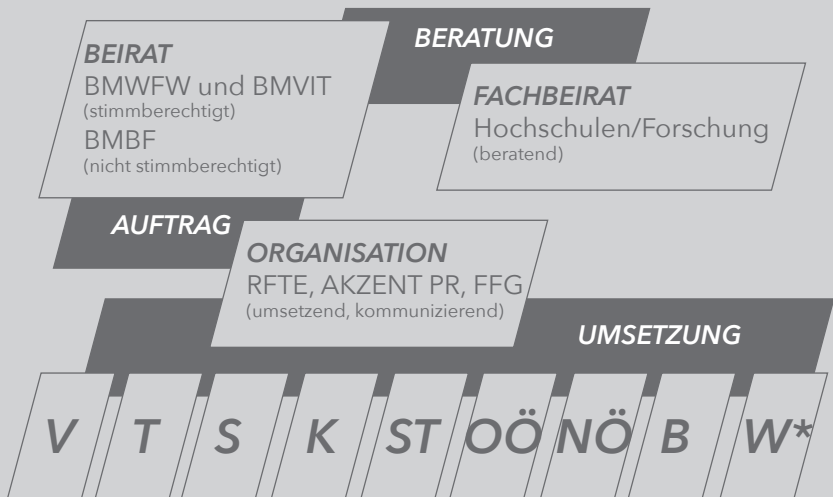 BERATUNG
BEIRAT
BMWFW und BMVIT
(stimmberechtigt)
BMBF
(nicht stimmberechtigt)
FACHBEIRAT
Hochschulen/Forschung
(beratend)
AUFTRAG
ORGANISATION
RFTE, AKZENT PR, FFG
(umsetzend, kommunizierend)
UMSETZUNG
V T S K ST OÖ NÖ B W*